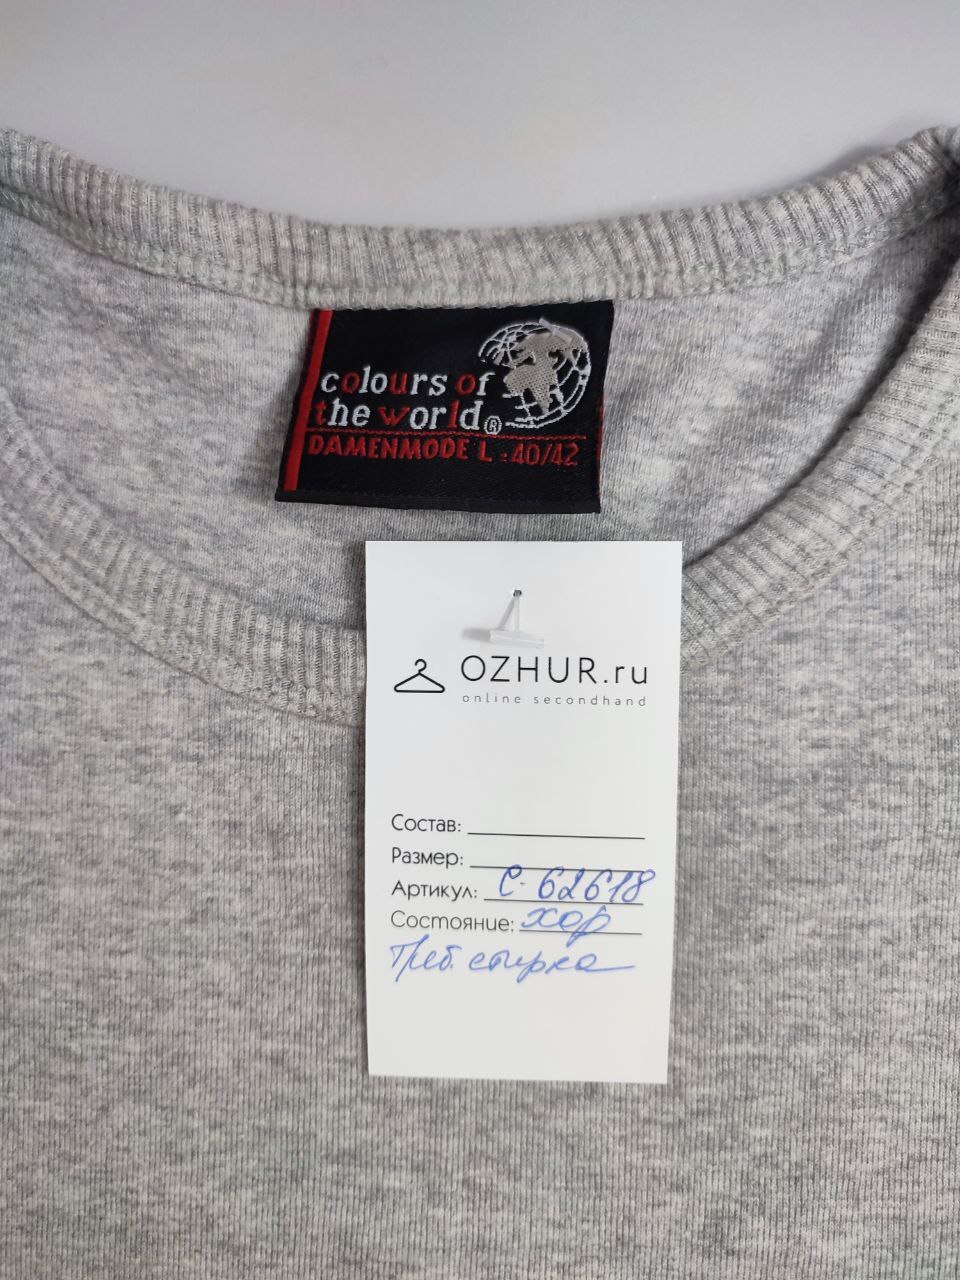 colours of
the world®
DAMENMODE L : 40/42
OZHUR.ru
online secondhand
Состав:
Размер:
Артикул: С-62618
Состояние: хор
Треб. стирка